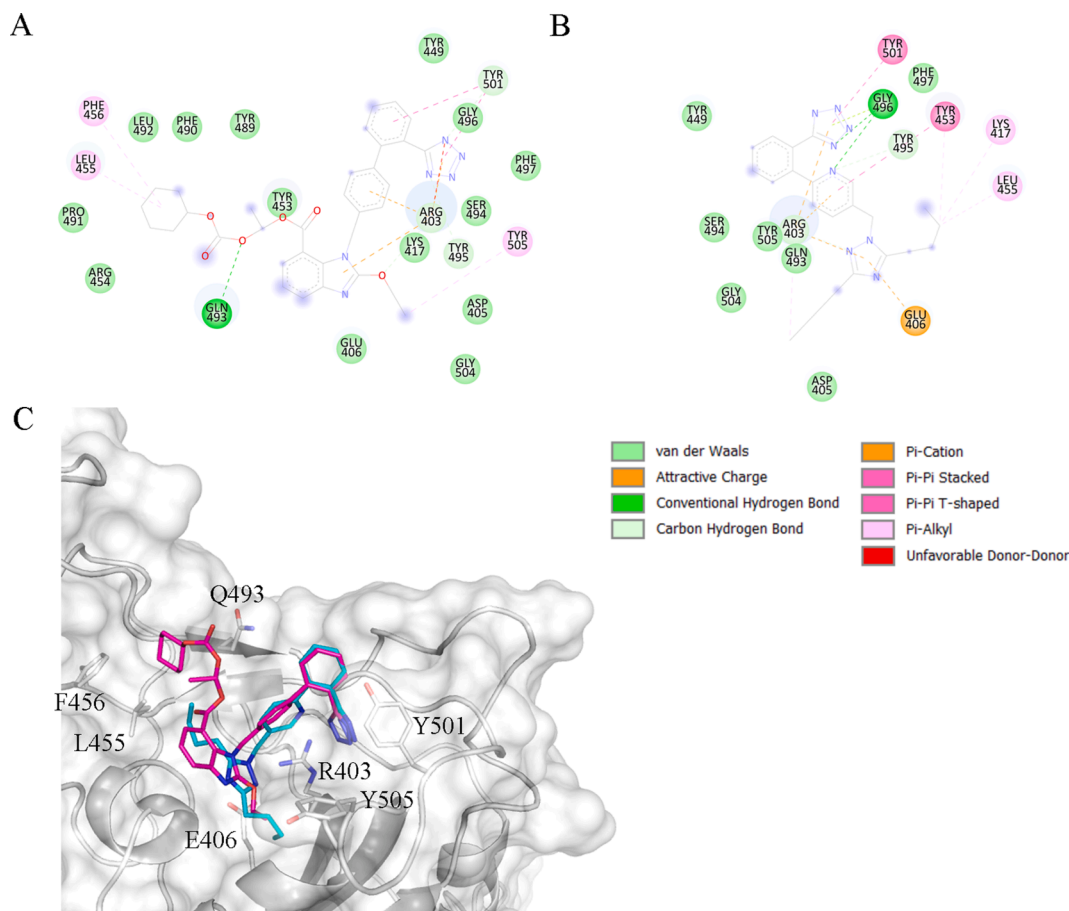 A
B
TYR 449
TYR 501
PHE 456
LEU 492
PHE 490
TYR 489
GLY 496
LEU 455
PHE 497
TYR 453
ARG 403
SER 494
PRO 491
LYS 417
TYR 495
TYR 505
ARG 454
GLN 493
ASP 405
GLU 406
GLY 504
O
O
O
O
O
O
N
N
N
N
N
N
TYR 501
PHE 497
GLY 496
TYR 449
TYR 453
LYS 417
TYR 495
LEU 455
SER 494
TYR 505
ARG 403
GLN 493
GLY 504
GLU 406
ASP 405
N
N
N
N
N
N
N
N
C
van der Waals
Attractive Charge
Conventional Hydrogen Bond
Carbon Hydrogen Bond
Pi-Cation
Pi-Pi Stacked
Pi-Pi T-shaped
Pi-Alkyl
Unfavorable Donor-Donor
Q493
F456
L455
Y501
R403
Y505
E406